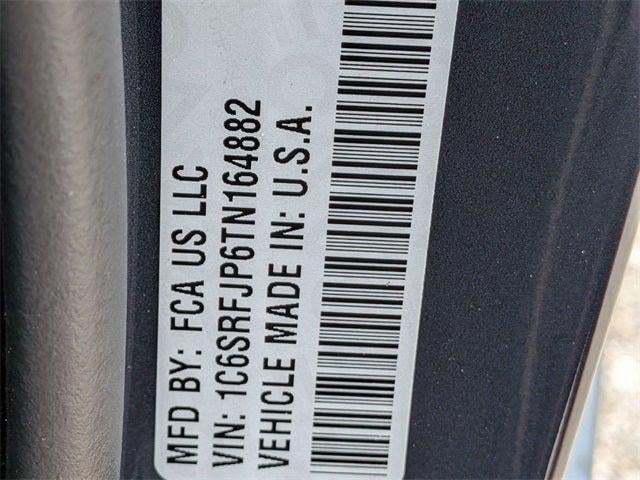 MFD BY: FCA US LLC
VIN: 1C6SRFJP6TN164882
VEHICLE MADE IN: U.S.A.